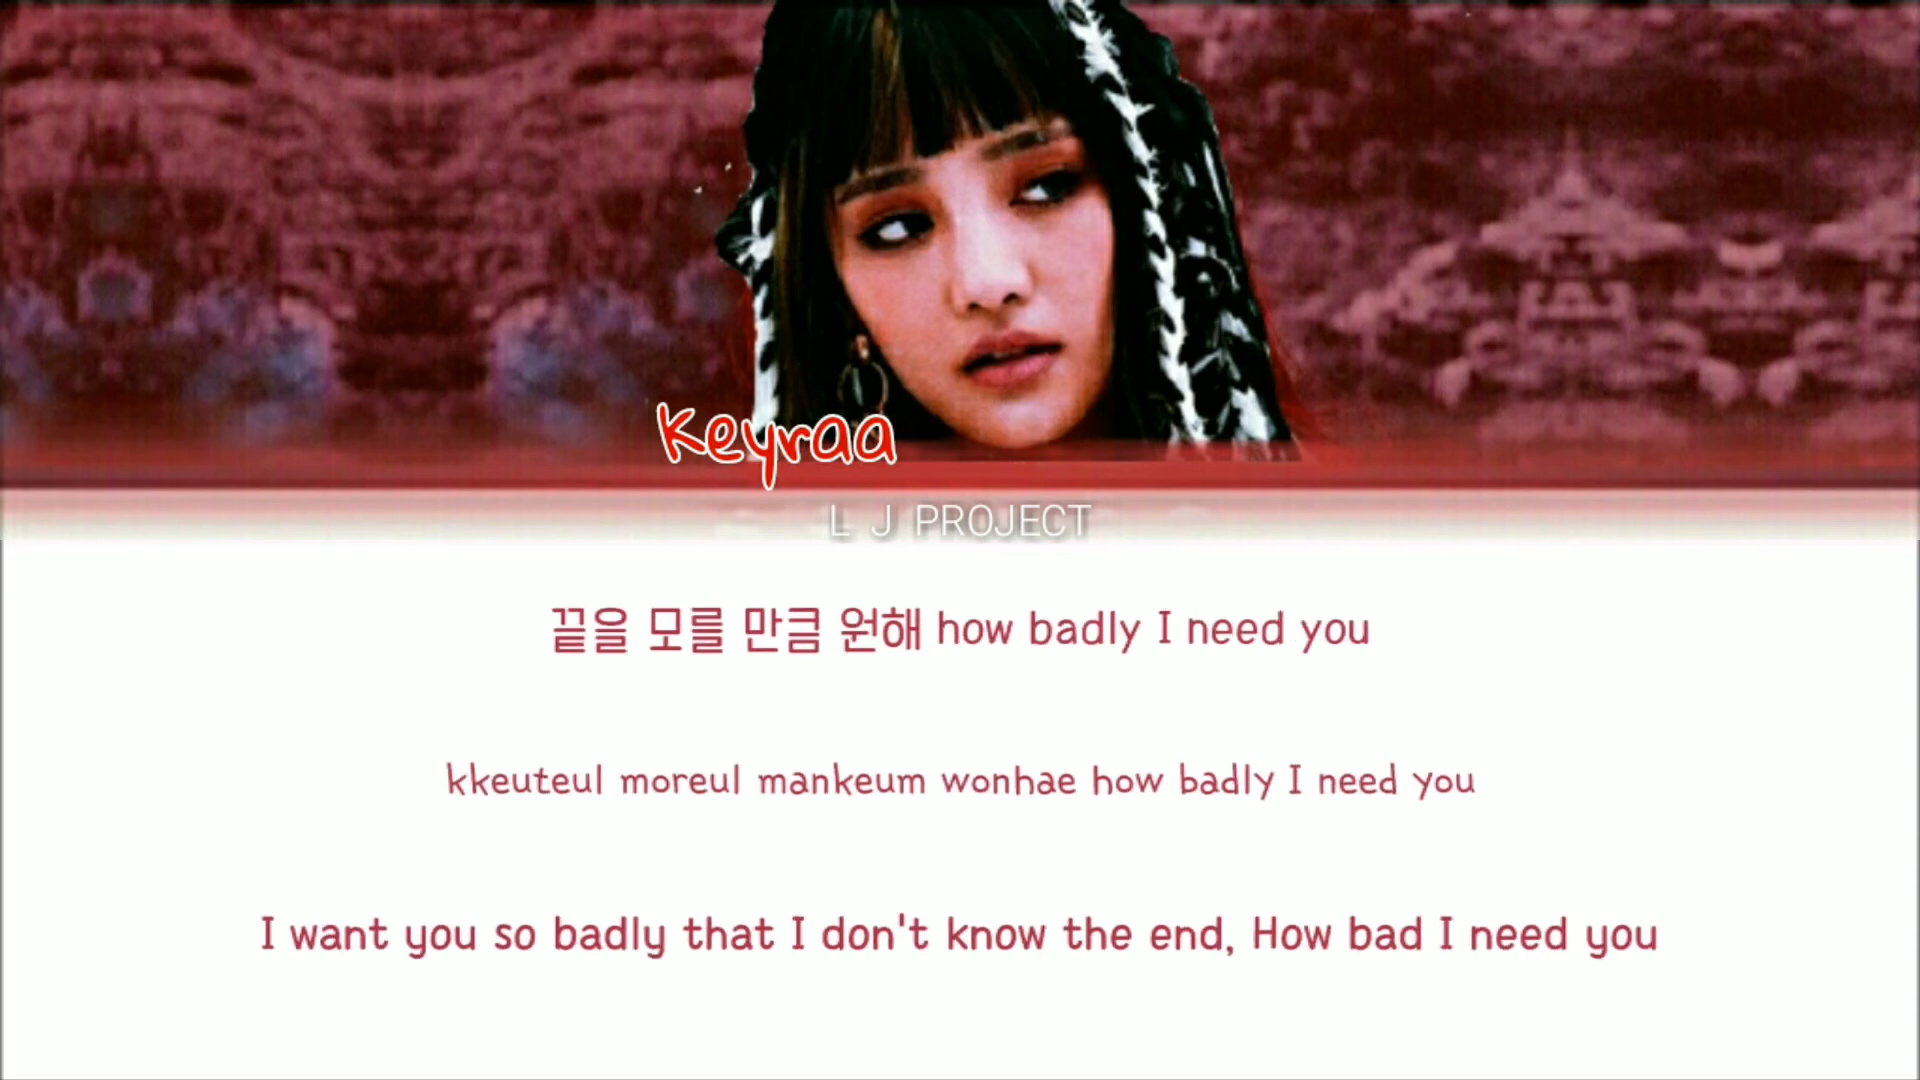 Keyraa
L J PROJECT
끝을 모를 만큼 원해 how badly I need you
kkeuteul moreul mankeum wonhae how badly I need you
I want you so badly that I don't know the end, How bad I need you